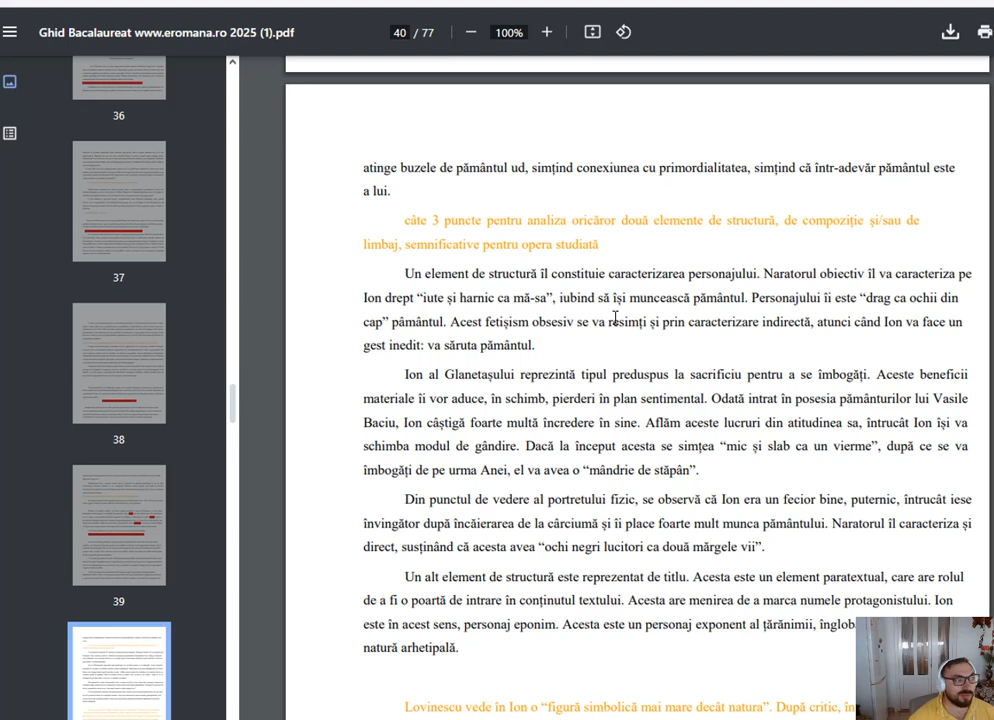 Ghid Bacalaureat www.eromana.ro 2025 (1).pdf
40 / 77
100%
36
37
38
39
atinge buzele de pământul ud, simțind conexiunea cu primordialitatea, simțind că într-adevăr pământul este
a lui.
câte 3 puncte pentru analiza oricăror două elemente de structură, de compoziție și/sau de
limbaj, semnificative pentru opera studiată
Un element de structură îl constituie caracterizarea personajului. Naratorul obiectiv îl va caracteriza pe
Ion drept “iute și harnic ca mă-sa”, iubind să își muncească pământul. Personajului îi este “drag ca ochii din
cap” pământul. Acest fetișism obsesiv se va resimți și prin caracterizare indirectă, atunci când Ion va face un
gest inedit: va săruta pământul.
Ion al Glanetașului reprezintă tipul preduspus la sacrificiu pentru a se îmbogăți. Aceste beneficii
materiale îi vor aduce, în schimb, pierderi în plan sentimental. Odată intrat în posesia pământurilor lui Vasile
Baciu, Ion câștigă foarte multă încredere în sine. Aflăm aceste lucruri din atitudinea sa, întrucât Ion își va
schimba modul de gândire. Dacă la început acesta se simțea “mic și slab ca un vierme”, după ce se va
îmbogăți de pe urma Anei, el va avea o “mândrie de stăpân”.
Din punctul de vedere al portretului fizic, se observă că Ion era un fecior bine, puternic, întrucât iese
învingător după încăierarea de la cârciumă și îi place foarte mult munca pământului. Naratorul îl caracteriza și
direct, susținând că acesta avea “ochi negri lucitori ca două mărgele vii”.
Un alt element de structură este reprezentat de titlu. Acesta este un element paratextual, care are rolul
de a fi o poartă de intrare în conținutul textului. Acesta are menirea de a marca numele protagonistului. Ion
este în acest sens, personaj eponim. Acesta este un personaj exponent al țărănimii,
natură arhetipală.
Lovinescu vede în Ion o “figură simbolică mai mare decât natura”. După critic,